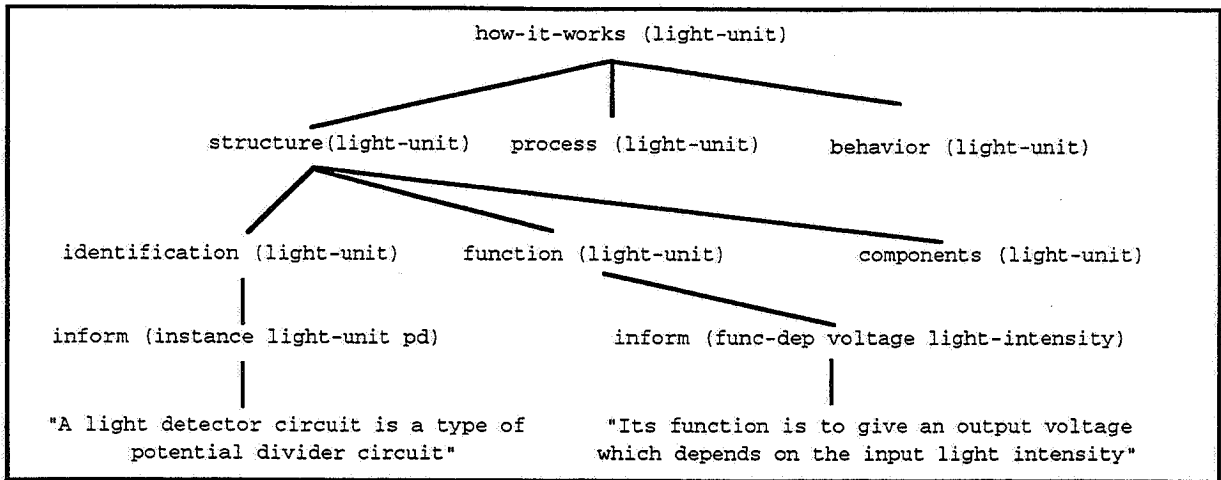 how-it-works (light-unit)
structure(light-unit) process (light-unit) behavior (light-unit)
identification (light-unit) function (light-unit) components (light-unit)
inform (instance light-unit pd) inform (func-dep voltage light-intensity)
"A light detector circuit is a type of
potential divider circuit"
"Its function is to give an output voltage
which depends on the input light intensity"